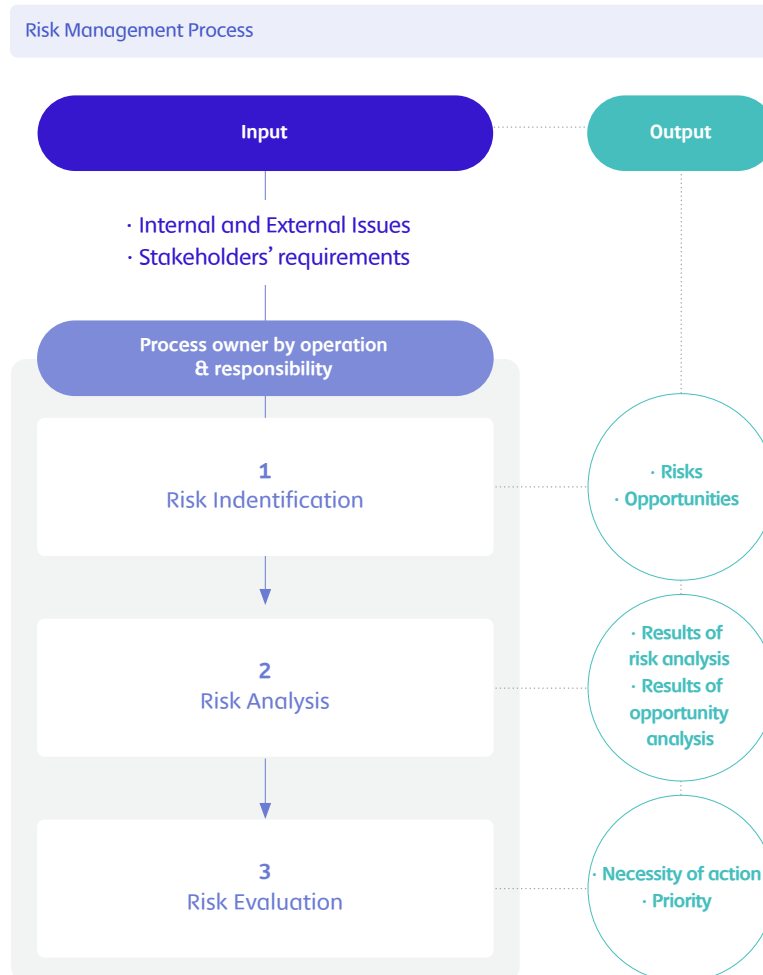 Risk Management Process
Input
Output
· Internal and External Issues
· Stakeholders’ requirements
Process owner by operation
& responsibility
1
Risk Indentification
· Risks
· Opportunities
2
Risk Analysis
· Results of
risk analysis
· Results of
opportunity
analysis
3
Risk Evaluation
· Necessity of action
· Priority